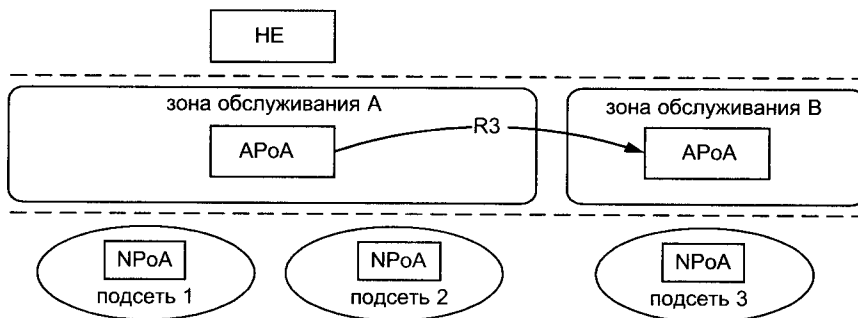 НЕ
зона обслуживания А
зона обслуживания В
APoA
R3
APoA
NPoA
NPoA
NPoA
подсеть 1
подсеть 2
подсеть 3